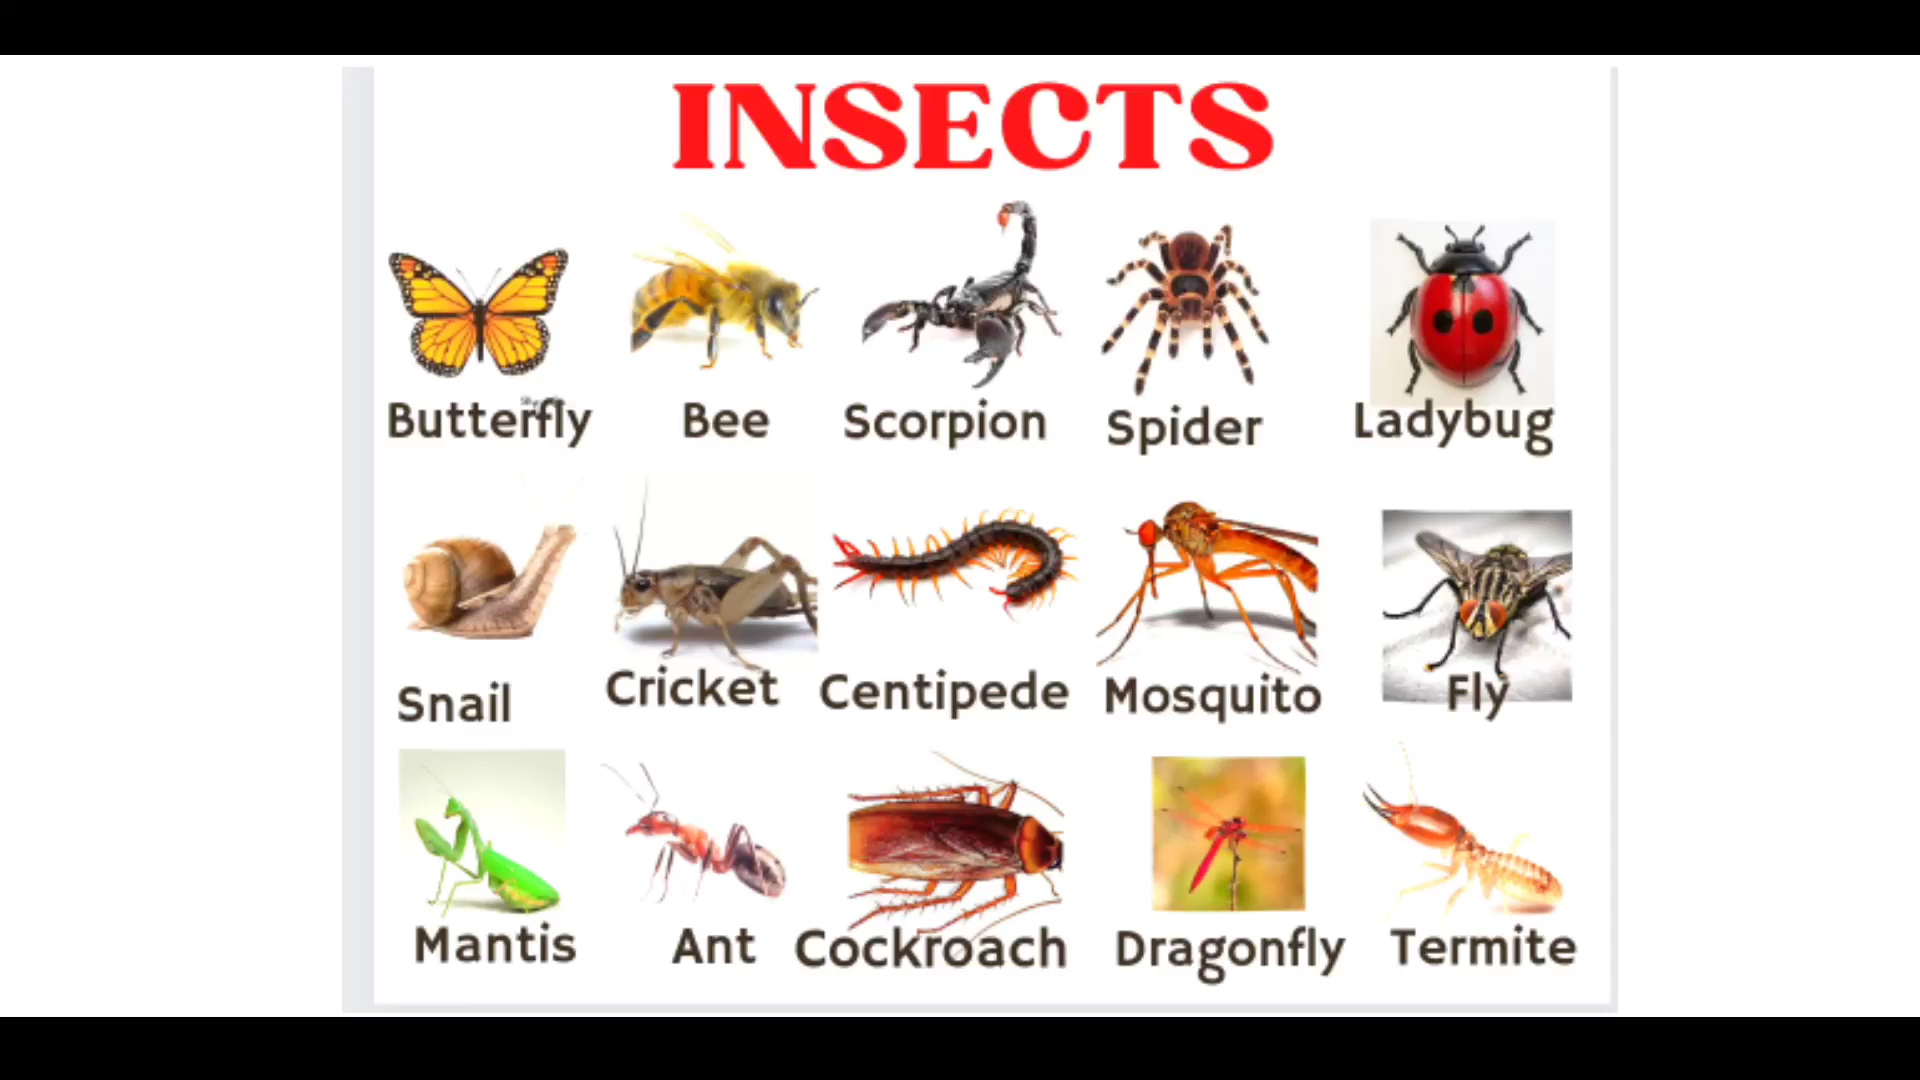 INSECTS
Butterfly Bee Scorpion Spider Ladybug
Snail Cricket Centipede Mosquito Fly
Mantis Ant Cockroach Dragonfly Termite